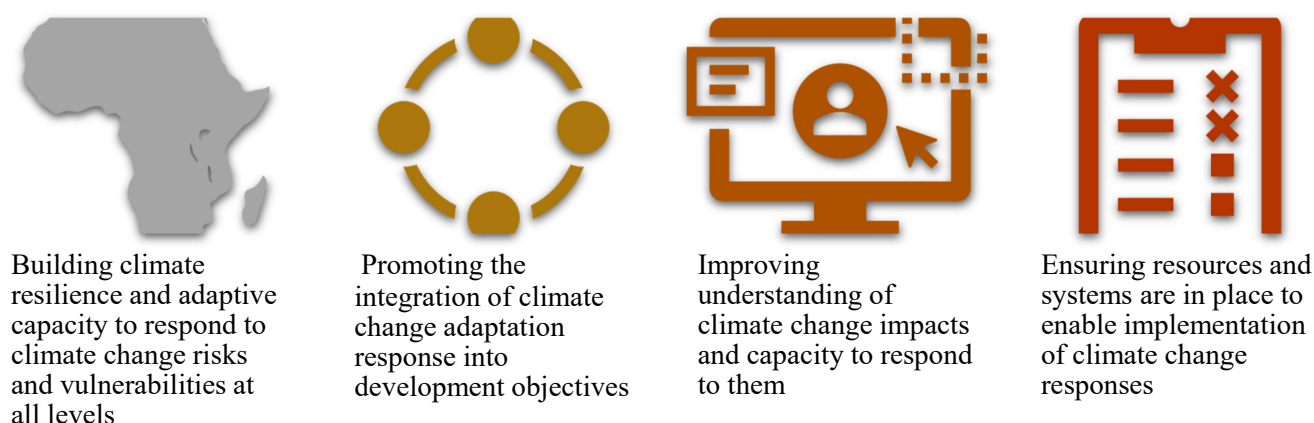 Building climate
resilience and adaptive
capacity to respond to
climate change risks
and vulnerabilities at
all levels
Promoting the
integration of climate
change adaptation
response into
development objectives
Improving
understanding of
climate change impacts
and capacity to respond
to them
Ensuring resources and
systems are in place to
enable implementation
of climate change
responses